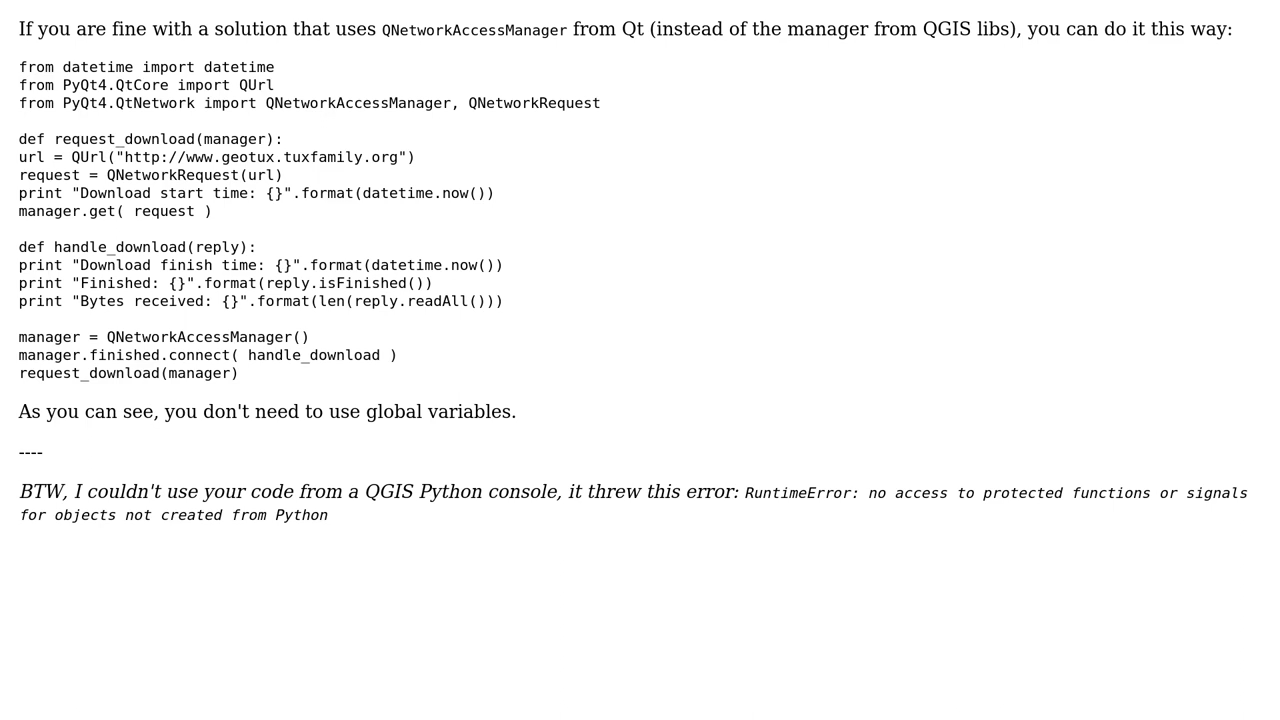 If you are fine with a solution that uses QNetworkAccessManager from Qt (instead of the manager from QGIS libs), you can do it this way:
from datetime import datetime
from PyQt4.QtCore import QUrl
from PyQt4.QtNetwork import QNetworkAccessManager, QNetworkRequest
def request_download(manager):
url = QUrl("http://www.geotux.tuxfamily.org")
request = QNetworkRequest(url)
print "Download start time: {}".format(datetime.now())
manager.get( request )
def handle_download(reply):
print "Download finish time: {}".format(datetime.now())
print "Finished: {}".format(reply.isFinished())
print "Bytes received: {}".format(len(reply.readAll()))
manager = QNetworkAccessManager()
manager.finished.connect( handle_download )
request_download(manager)
As you can see, you don't need to use global variables.
----
BTW, I couldn't use your code from a QGIS Python console, it threw this error: RuntimeError: no access to protected functions or signals
for objects not created from Python